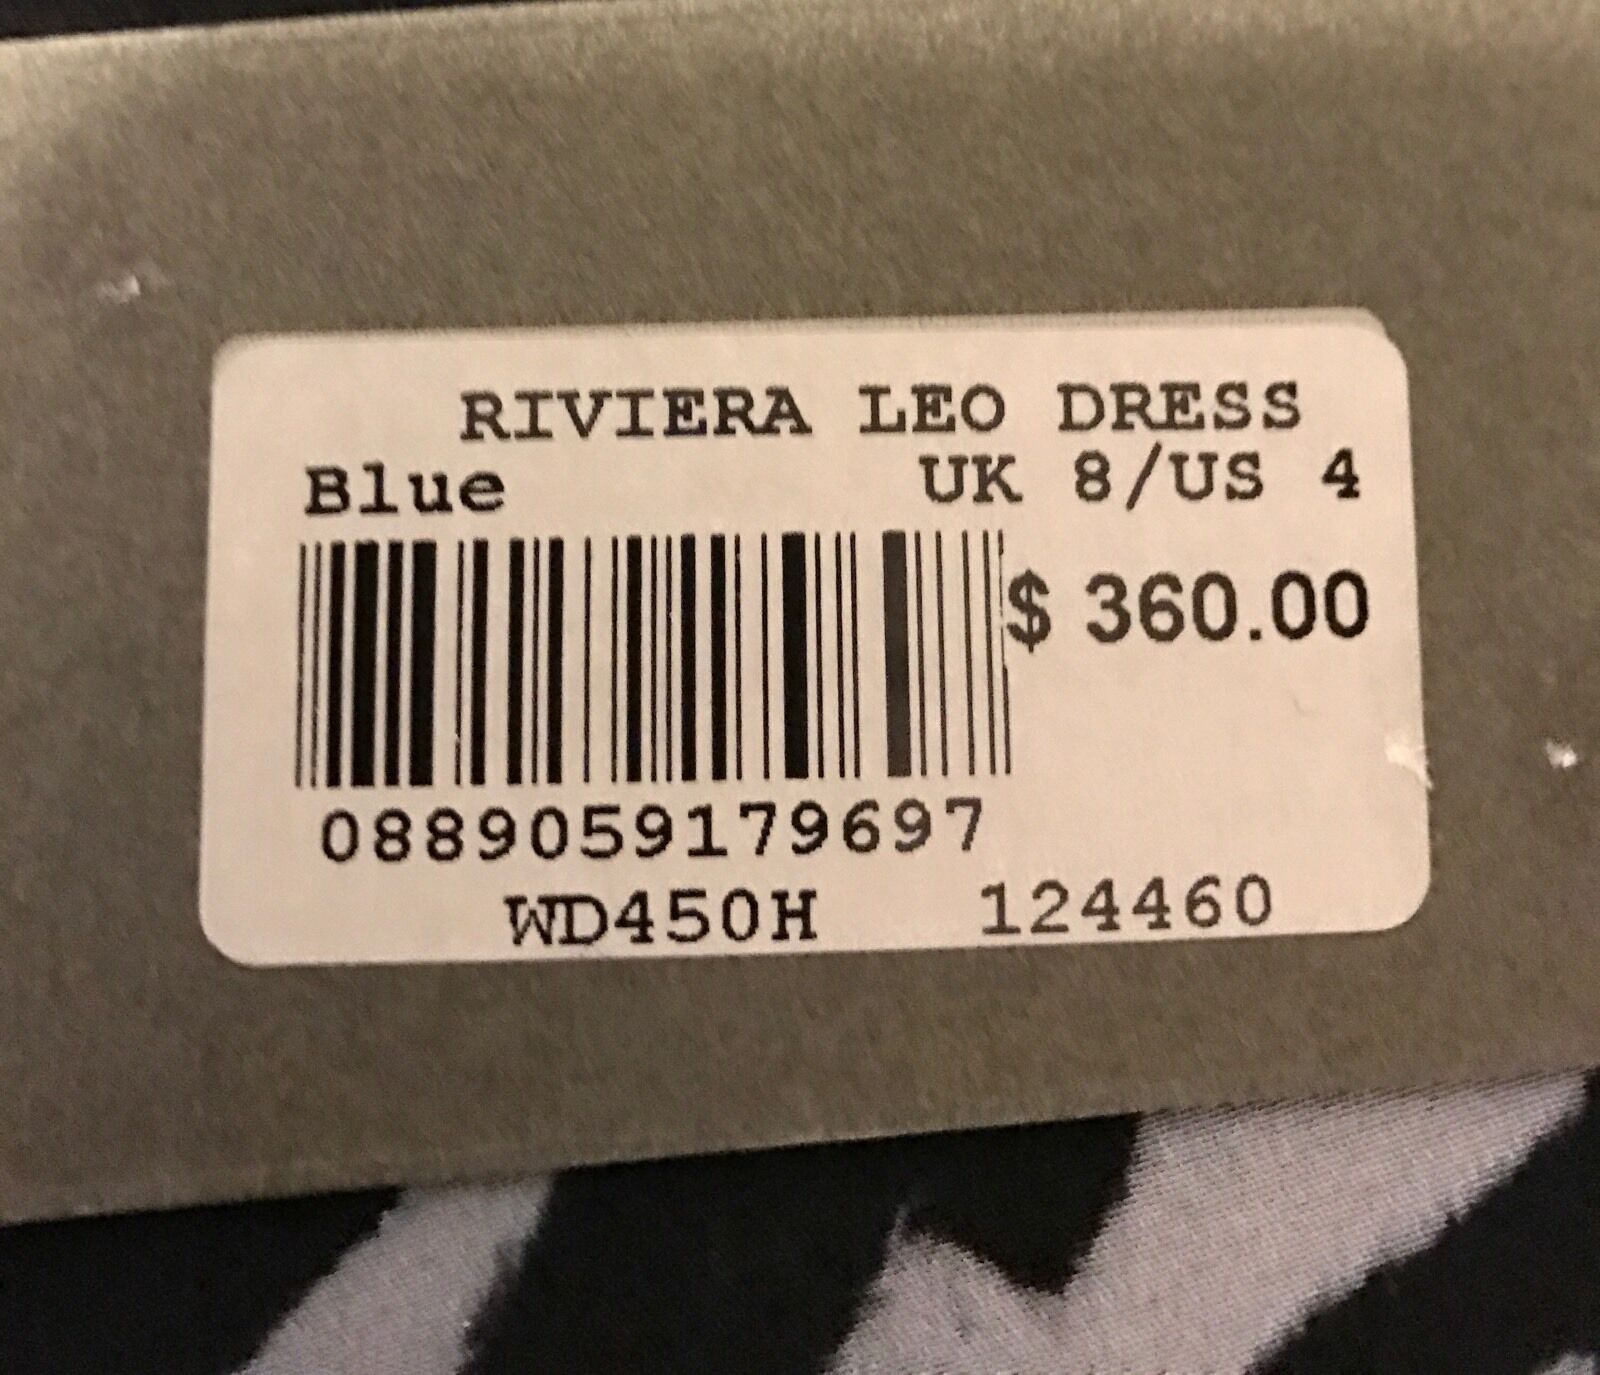 RIVIERA LEO DRESS
Blue UK 8/US 4
$ 360.00
0889059179697
WD450H 124460